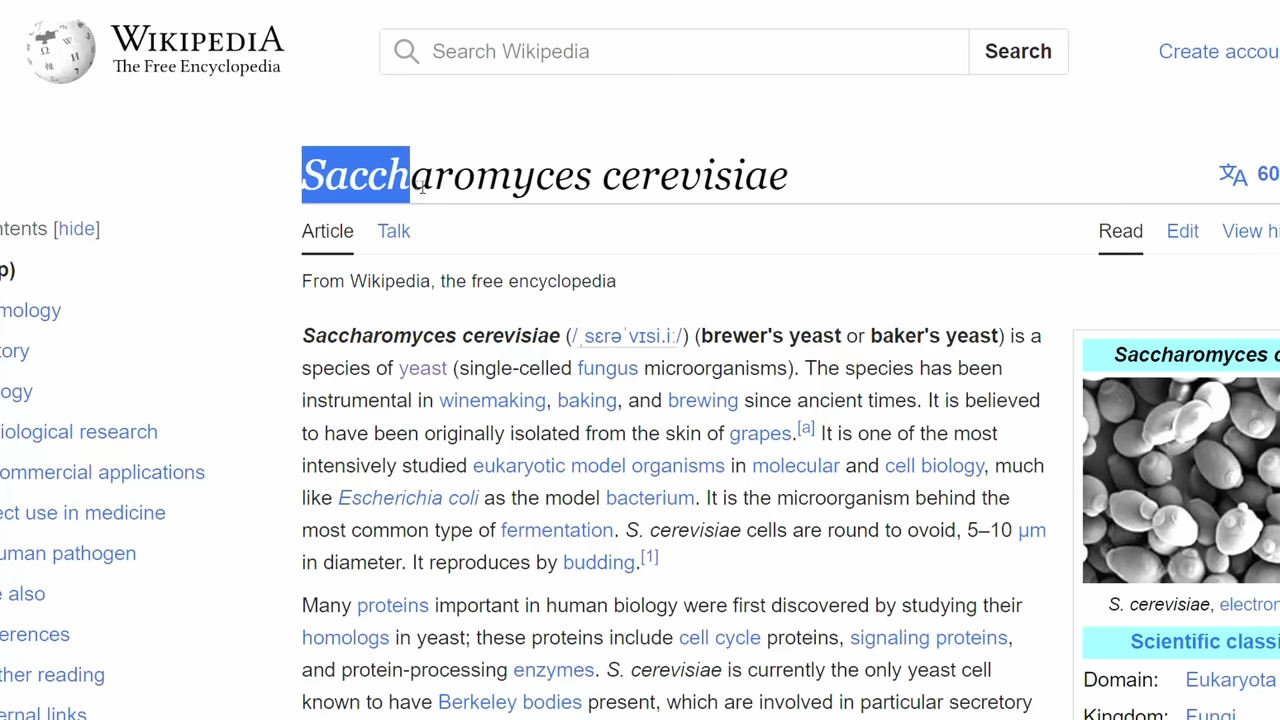 WIKIPEDIA
The Free Encyclopedia
Search Wikipedia
Search
Create accou
Saccharomyces cerevisiae
60
ntents [hide]
p)
mology
ory
ogy
iological research
ommercial applications
ect use in medicine
uman pathogen
e also
erences
ther reading
ernal links
Article Talk
Read Edit View hi
From Wikipedia, the free encyclopedia
Saccharomyces cerevisiae (/ˌsɛrəˈvɪsi.iː/) (brewer's yeast or baker's yeast) is a
species of yeast (single-celled fungus microorganisms). The species has been
instrumental in winemaking, baking, and brewing since ancient times. It is believed
to have been originally isolated from the skin of grapes.[a] It is one of the most
intensively studied eukaryotic model organisms in molecular and cell biology, much
like Escherichia coli as the model bacterium. It is the microorganism behind the
most common type of fermentation. S. cerevisiae cells are round to ovoid, 5–10 μm
in diameter. It reproduces by budding.[1]
Many proteins important in human biology were first discovered by studying their
homologs in yeast; these proteins include cell cycle proteins, signaling proteins,
and protein-processing enzymes. S. cerevisiae is currently the only yeast cell
known to have Berkeley bodies present, which are involved in particular secretory
Saccharomyces c
S. cerevisiae, electron
Scientific classi
Domain: Eukaryota
Kingdom: Fungi